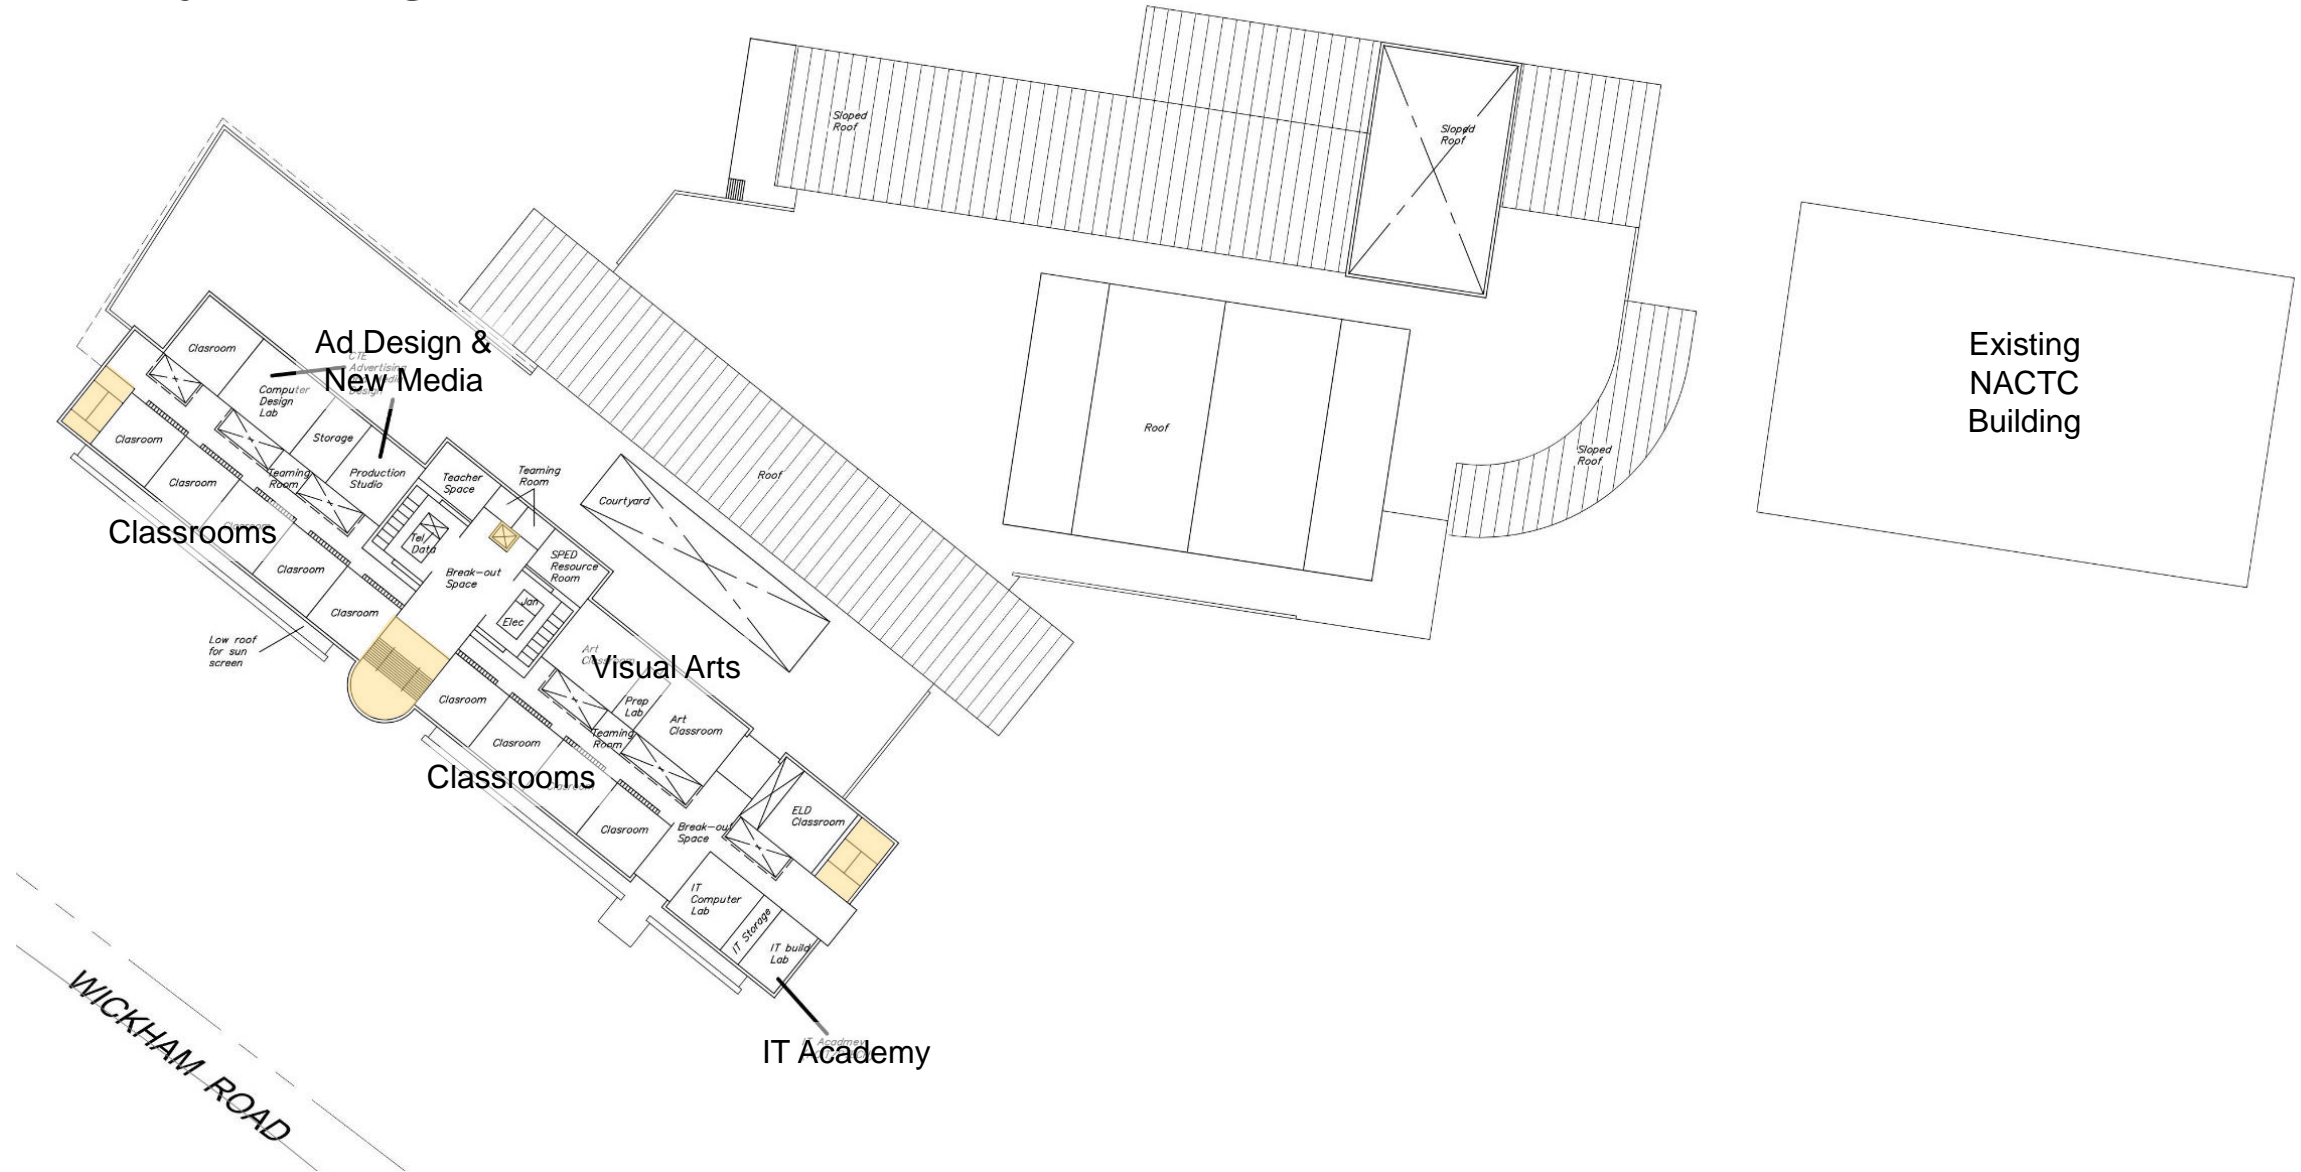 Sloped
Roof
Sloped
Roof
Existing
NACTC
Building
Clasroom
Ad Design &
New Media
CTE
Advertising
Computer
Design
Lab
Clasroom
Storage
Production
Studio
Teaming
Room
Clasroom
Classrooms
Clasroom
Clasroom
Teacher
Space
Teaming
Room
Tel/
Data
Break-out
Space
SPED
Resource
Room
Jan
Elec
Courtyard
Roof
Roof
Sloped
Roof
Low roof
for sun
screen
Art
Visual Arts
Prep
Lab
Art
Classroom
Teaming
Room
Clasroom
Clasroom
Classrooms
Clasroom
Clasroom
Break-out
Space
ELD
Classroom
IT
Computer
Lab
IT Storage
IT build
Lab
IT Academy
WICKHAM ROAD